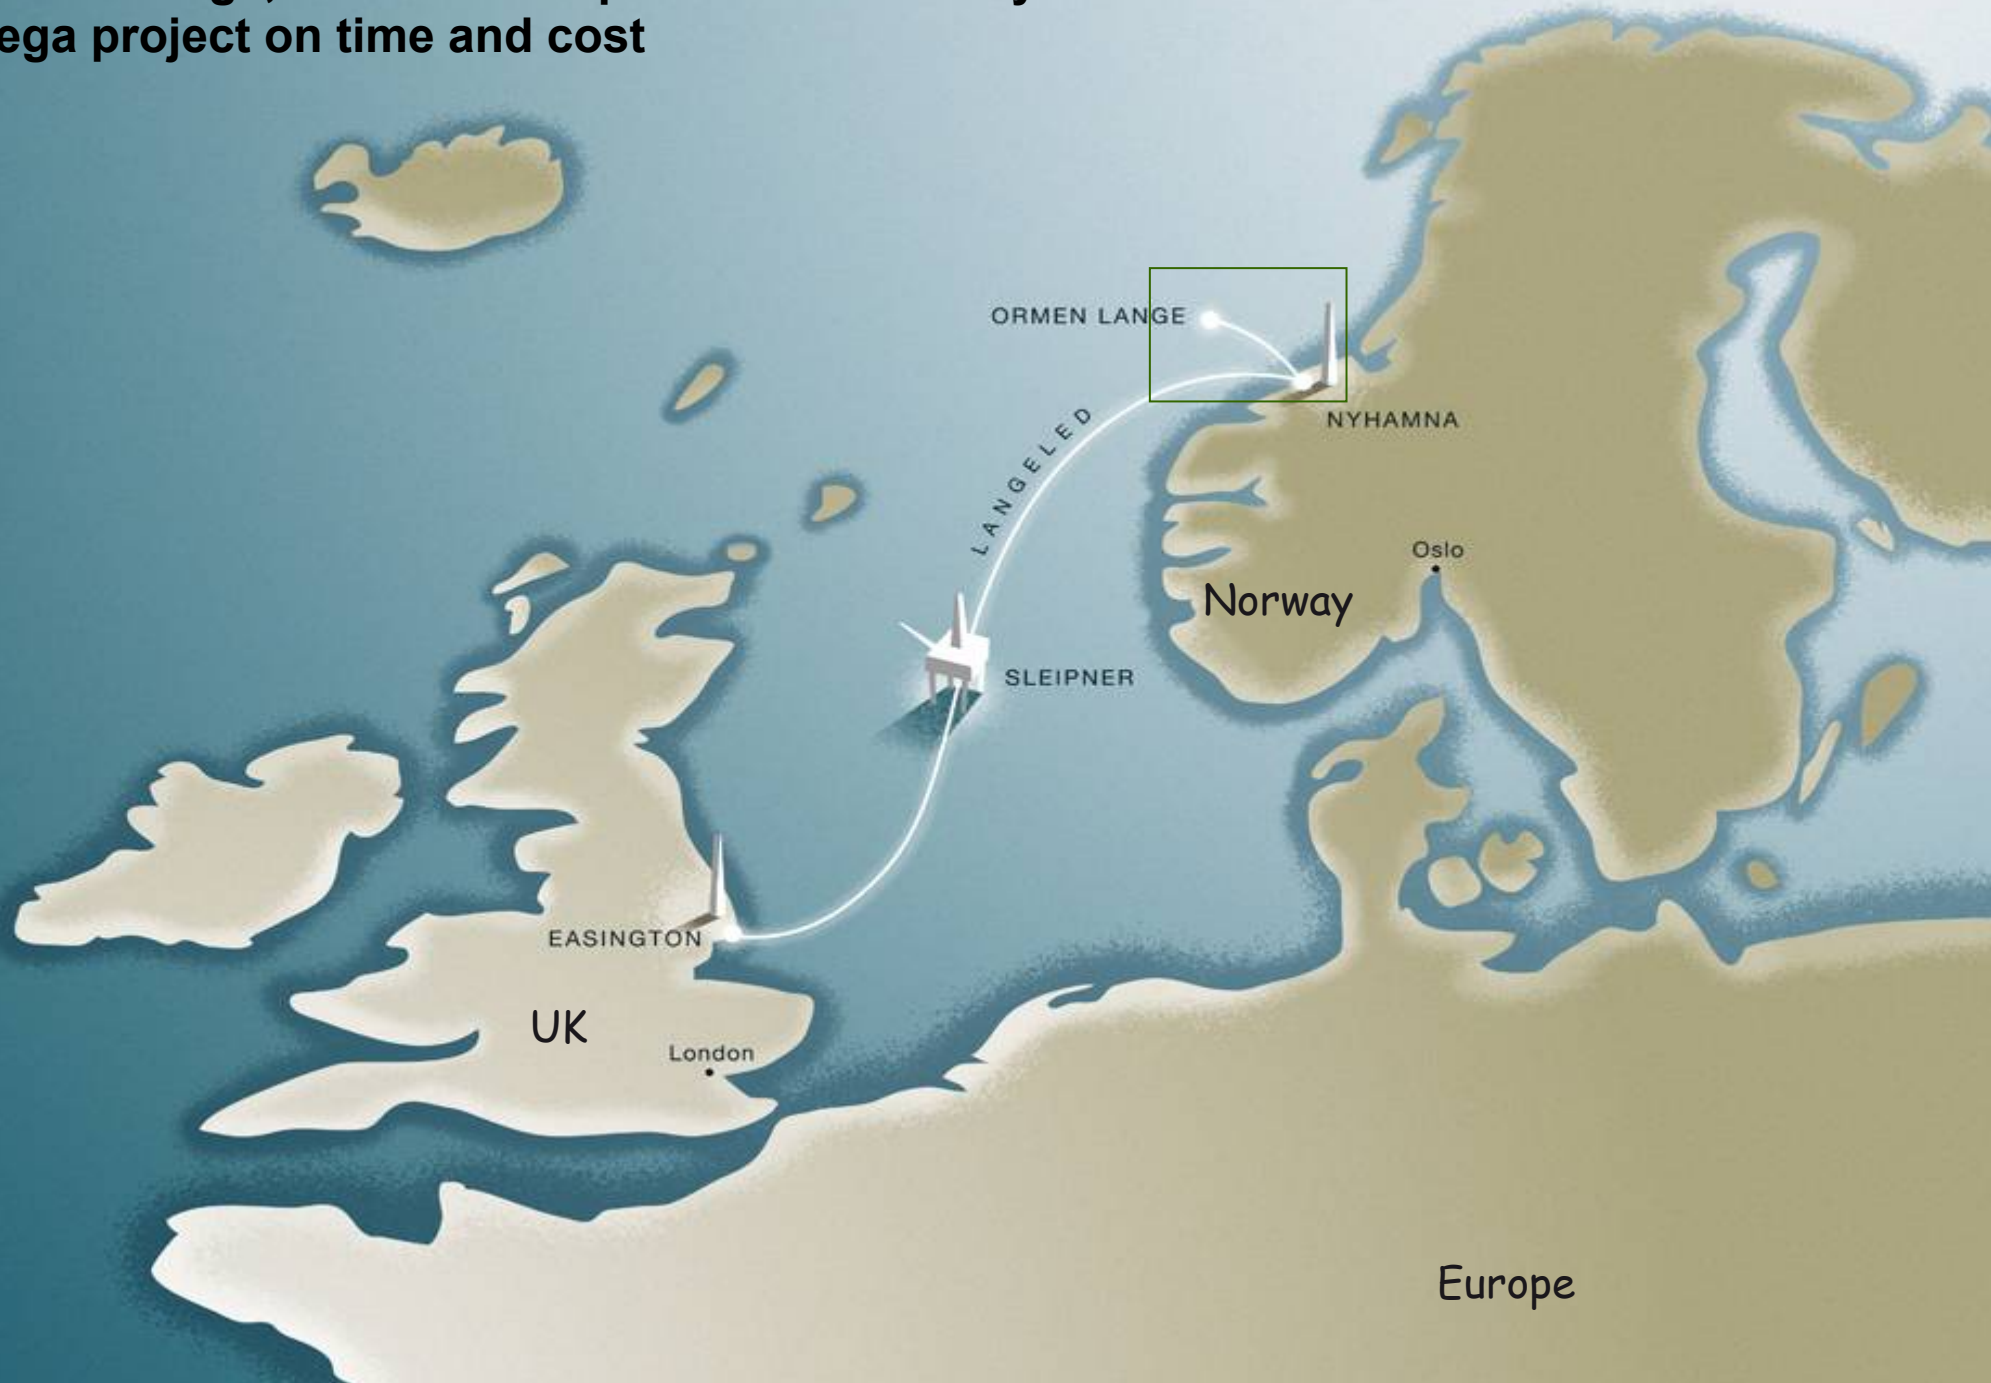 ega project on time and cost
ORMEN LANGE
NYHAMNA
LANGELED
Oslo
Norway
SLEIPNER
EASINGTON
UK
London
Europe